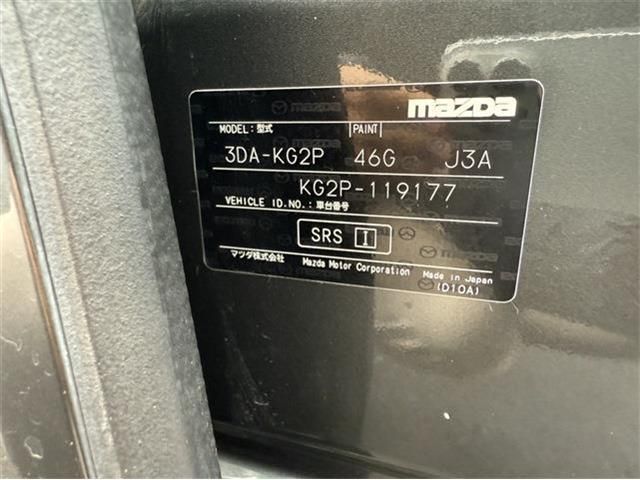 mazda
MODEL:型式 PAINT
3DA-KG2P 46G J3A
KG2P-119177
VEHICLE ID.NO.:車台番号
SRS I
マツダ株式会社 Mazda Motor Corporation Made in Japan
(D10A)